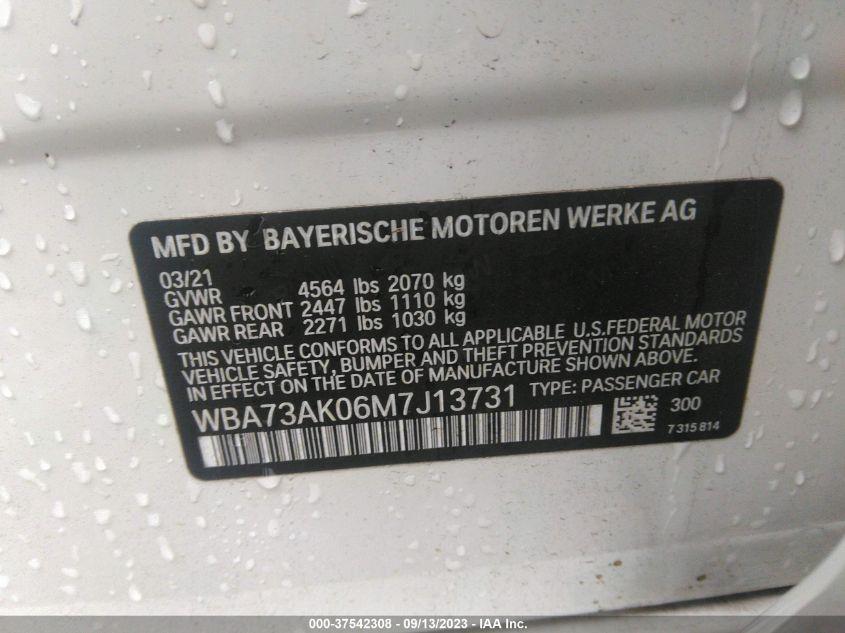 MFD BY BAYERISCHE MOTOREN WERKE AG
03/21
GVWR 4564 lbs 2070 kg
GAWR FRONT 2447 lbs 1110 kg
GAWR REAR 2271 lbs 1030 kg
THIS VEHICLE CONFORMS TO ALL APPLICABLE U.S.FEDERAL MOTOR
VEHICLE SAFETY, BUMPER AND THEFT PREVENTION STANDARDS
IN EFFECT ON THE DATE OF MANUFACTURE SHOWN ABOVE.
WBA73AK06M7J13731 TYPE: PASSENGER CAR
300
7 315 814
000-37542308 - 09/13/2023 - IAA Inc.